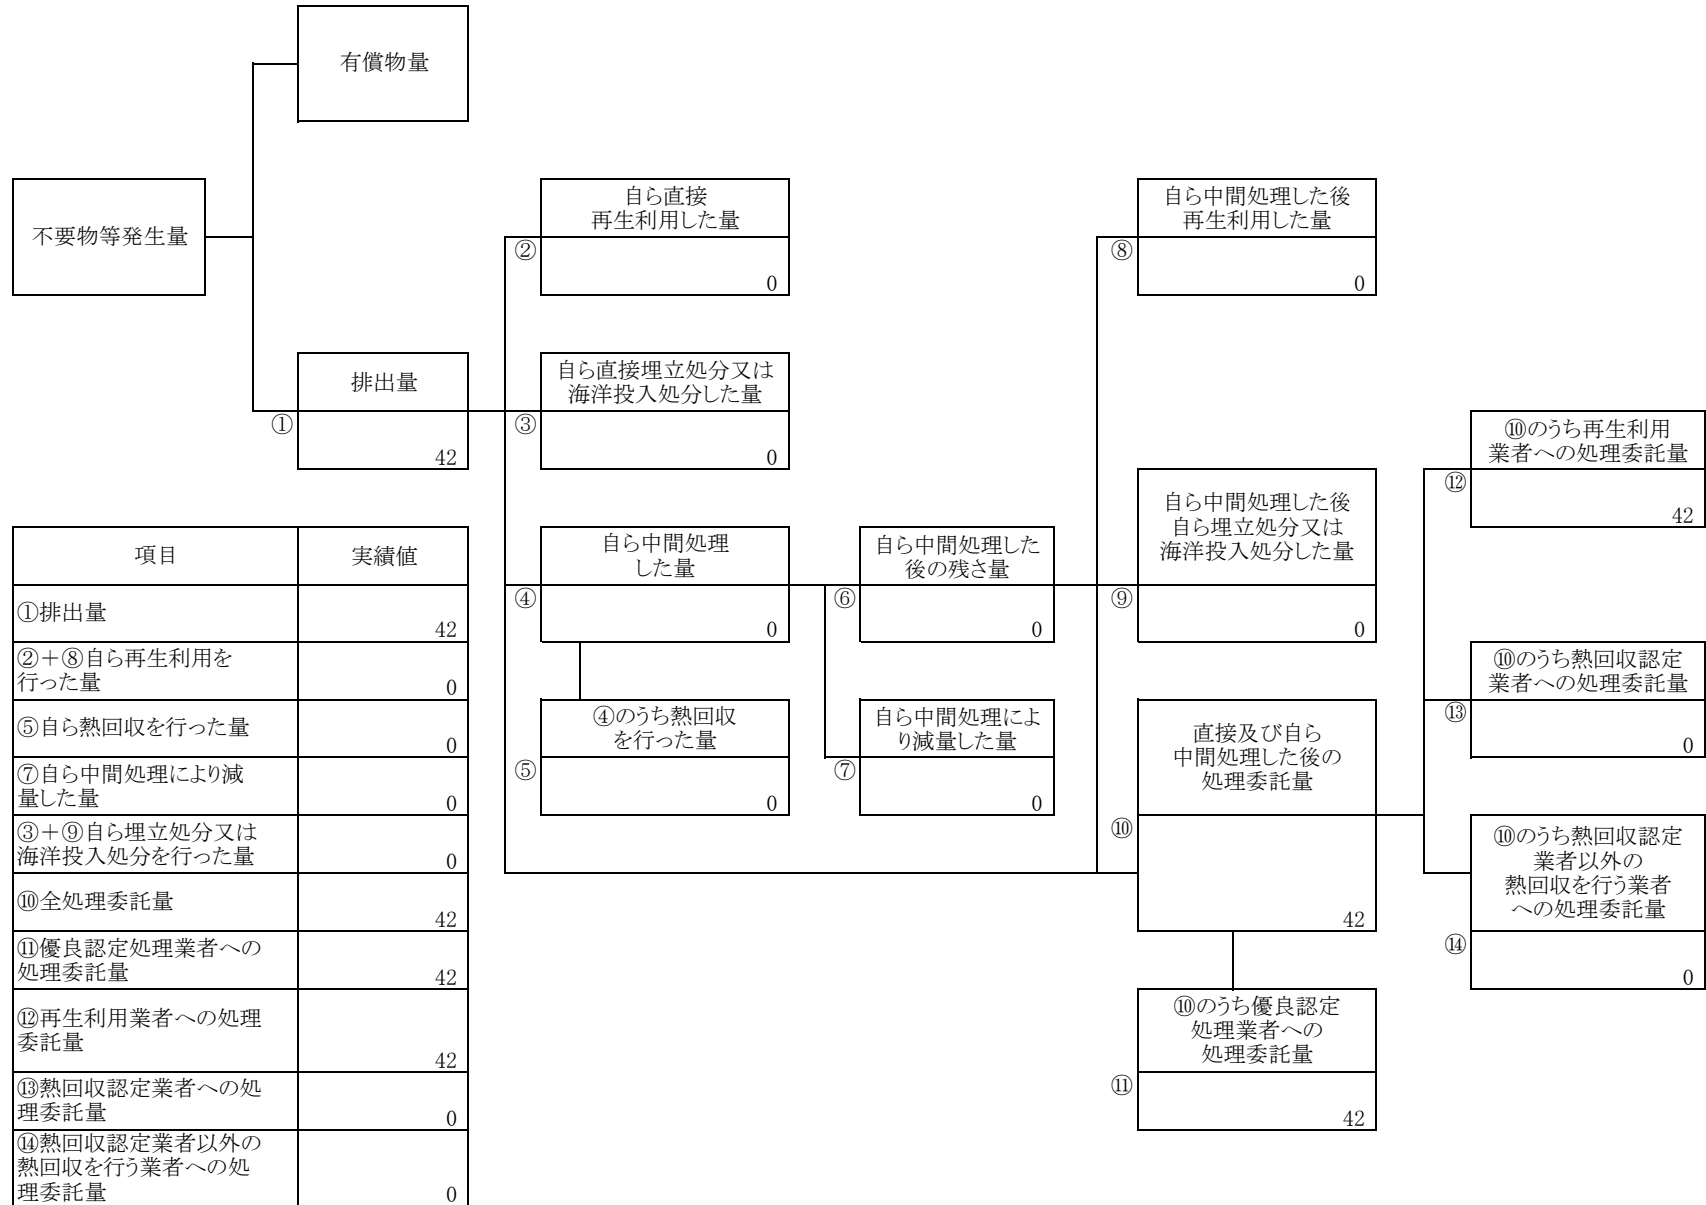 有償物量
不要物等発生量
自ら直接
再生利用した量
②
0
自ら中間処理した後
再生利用した量
⑧
0
排出量
①
42
自ら直接埋立処分又は
海洋投入処分した量
③
0
⑩のうち再生利用
業者への処理委託量
⑫
42
自ら中間処理した後
自ら埋立処分又は
海洋投入処分した量
⑨
0
自ら中間処理
した量
④
0
自ら中間処理した
後の残さ量
⑥
0
⑩のうち熱回収認定
業者への処理委託量
⑬
0
④のうち熱回収
を行った量
⑤
0
自ら中間処理によ
り減量した量
⑦
0
直接及び自ら
中間処理した後の
処理委託量
⑩
42
⑩のうち熱回収認定
業者以外の
熱回収を行う業者
への処理委託量
⑭
0
⑩のうち優良認定
処理業者への
処理委託量
⑪
42
項目 実績値
①排出量
42
②＋⑧自ら再生利用を
行った量
0
⑤自ら熱回収を行った量
0
⑦自ら中間処理により減
量した量
0
③＋⑨自ら埋立処分又は
海洋投入処分を行った量
0
⑩全処理委託量
42
⑪優良認定処理業者への
処理委託量
42
⑫再生利用業者への処理
委託量
42
⑬熱回収認定業者への処
理委託量
0
⑭熱回収認定業者以外の
熱回収を行う業者への処
理委託量
0